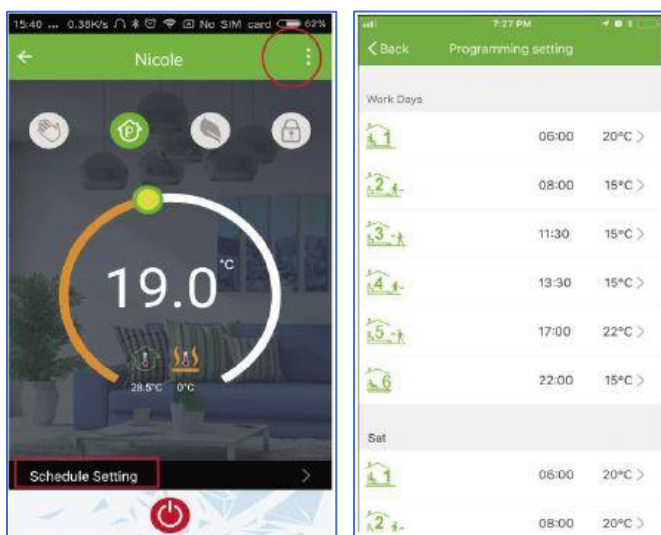 15:40 ... 0.38K/s No SIM card 62%
Nicole
P
19.0 °C
28.5°C 0°C
Schedule Setting
7:27 PM
Back Programming setting
Work Days
1 06:00 20°C
2 08:00 15°C
3 11:30 15°C
4 13:30 15°C
5 17:00 22°C
6 22:00 15°C
Sat
1 06:00 20°C
2 08:00 20°C